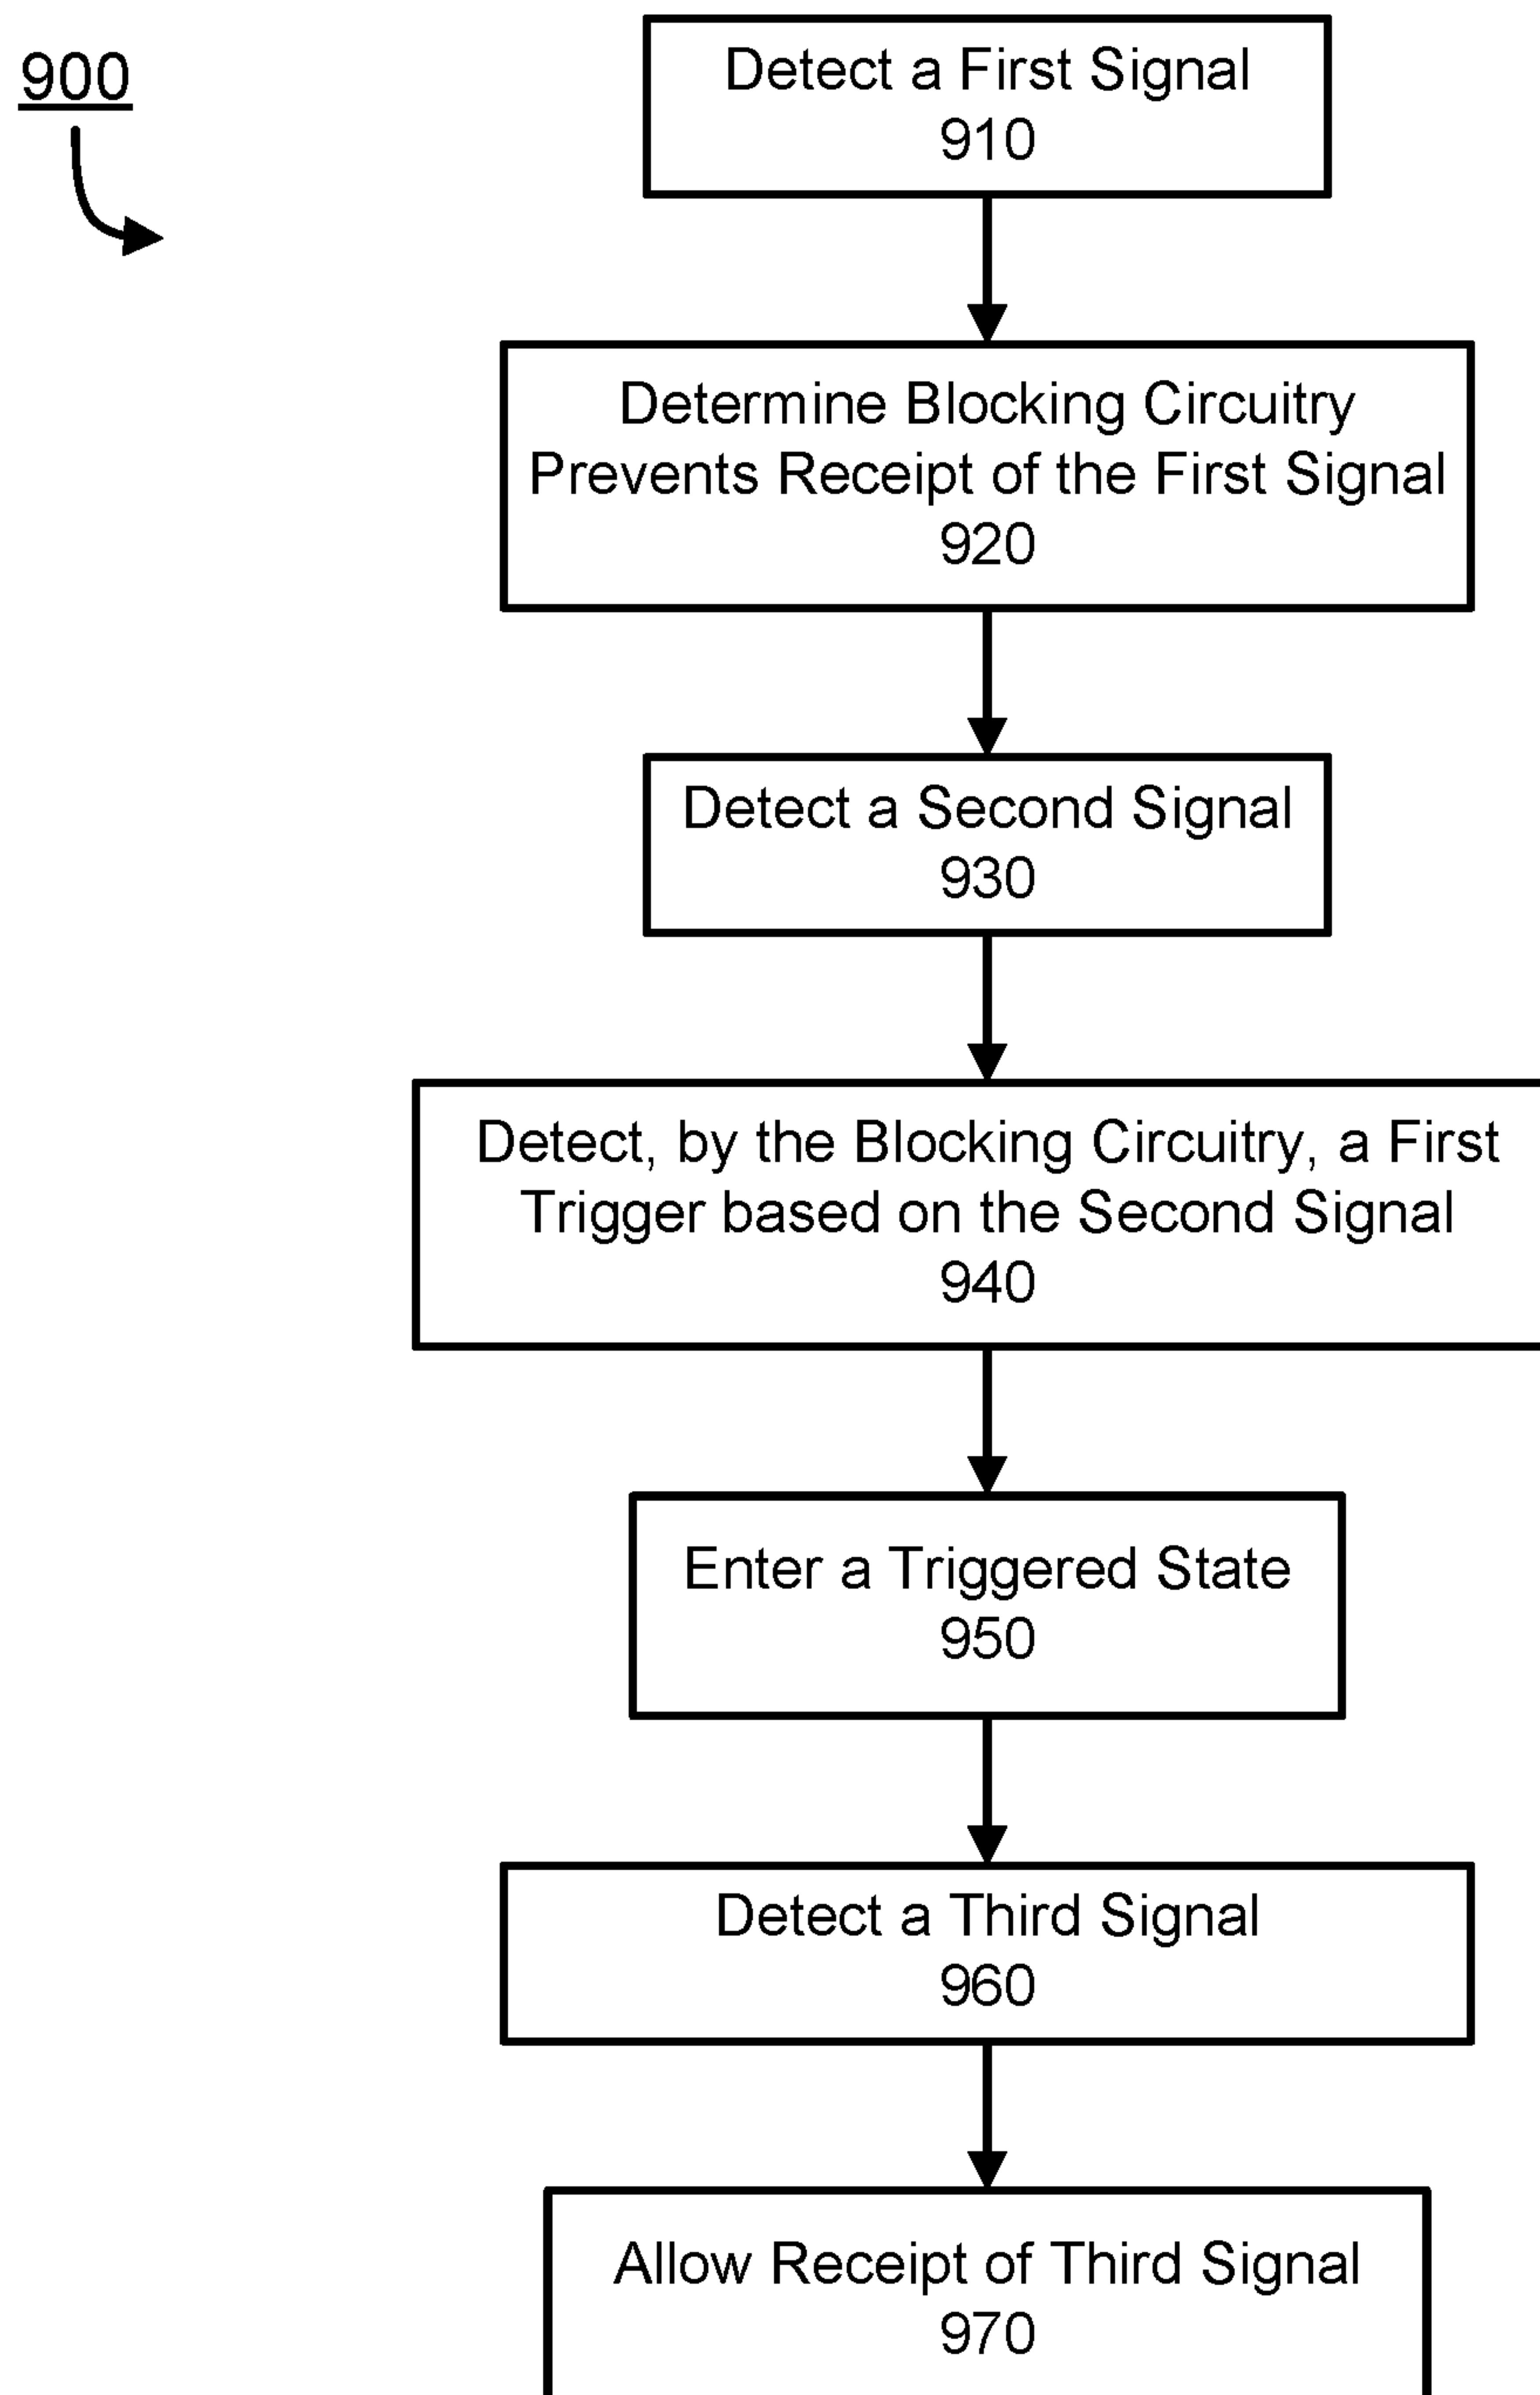 900
Detect a First Signal
910
Determine Blocking Circuitry
Prevents Receipt of the First Signal
920
Detect a Second Signal
930
Detect, by the Blocking Circuitry, a First
Trigger based on the Second Signal
940
Enter a Triggered State
950
Detect a Third Signal
960
Allow Receipt of Third Signal
970